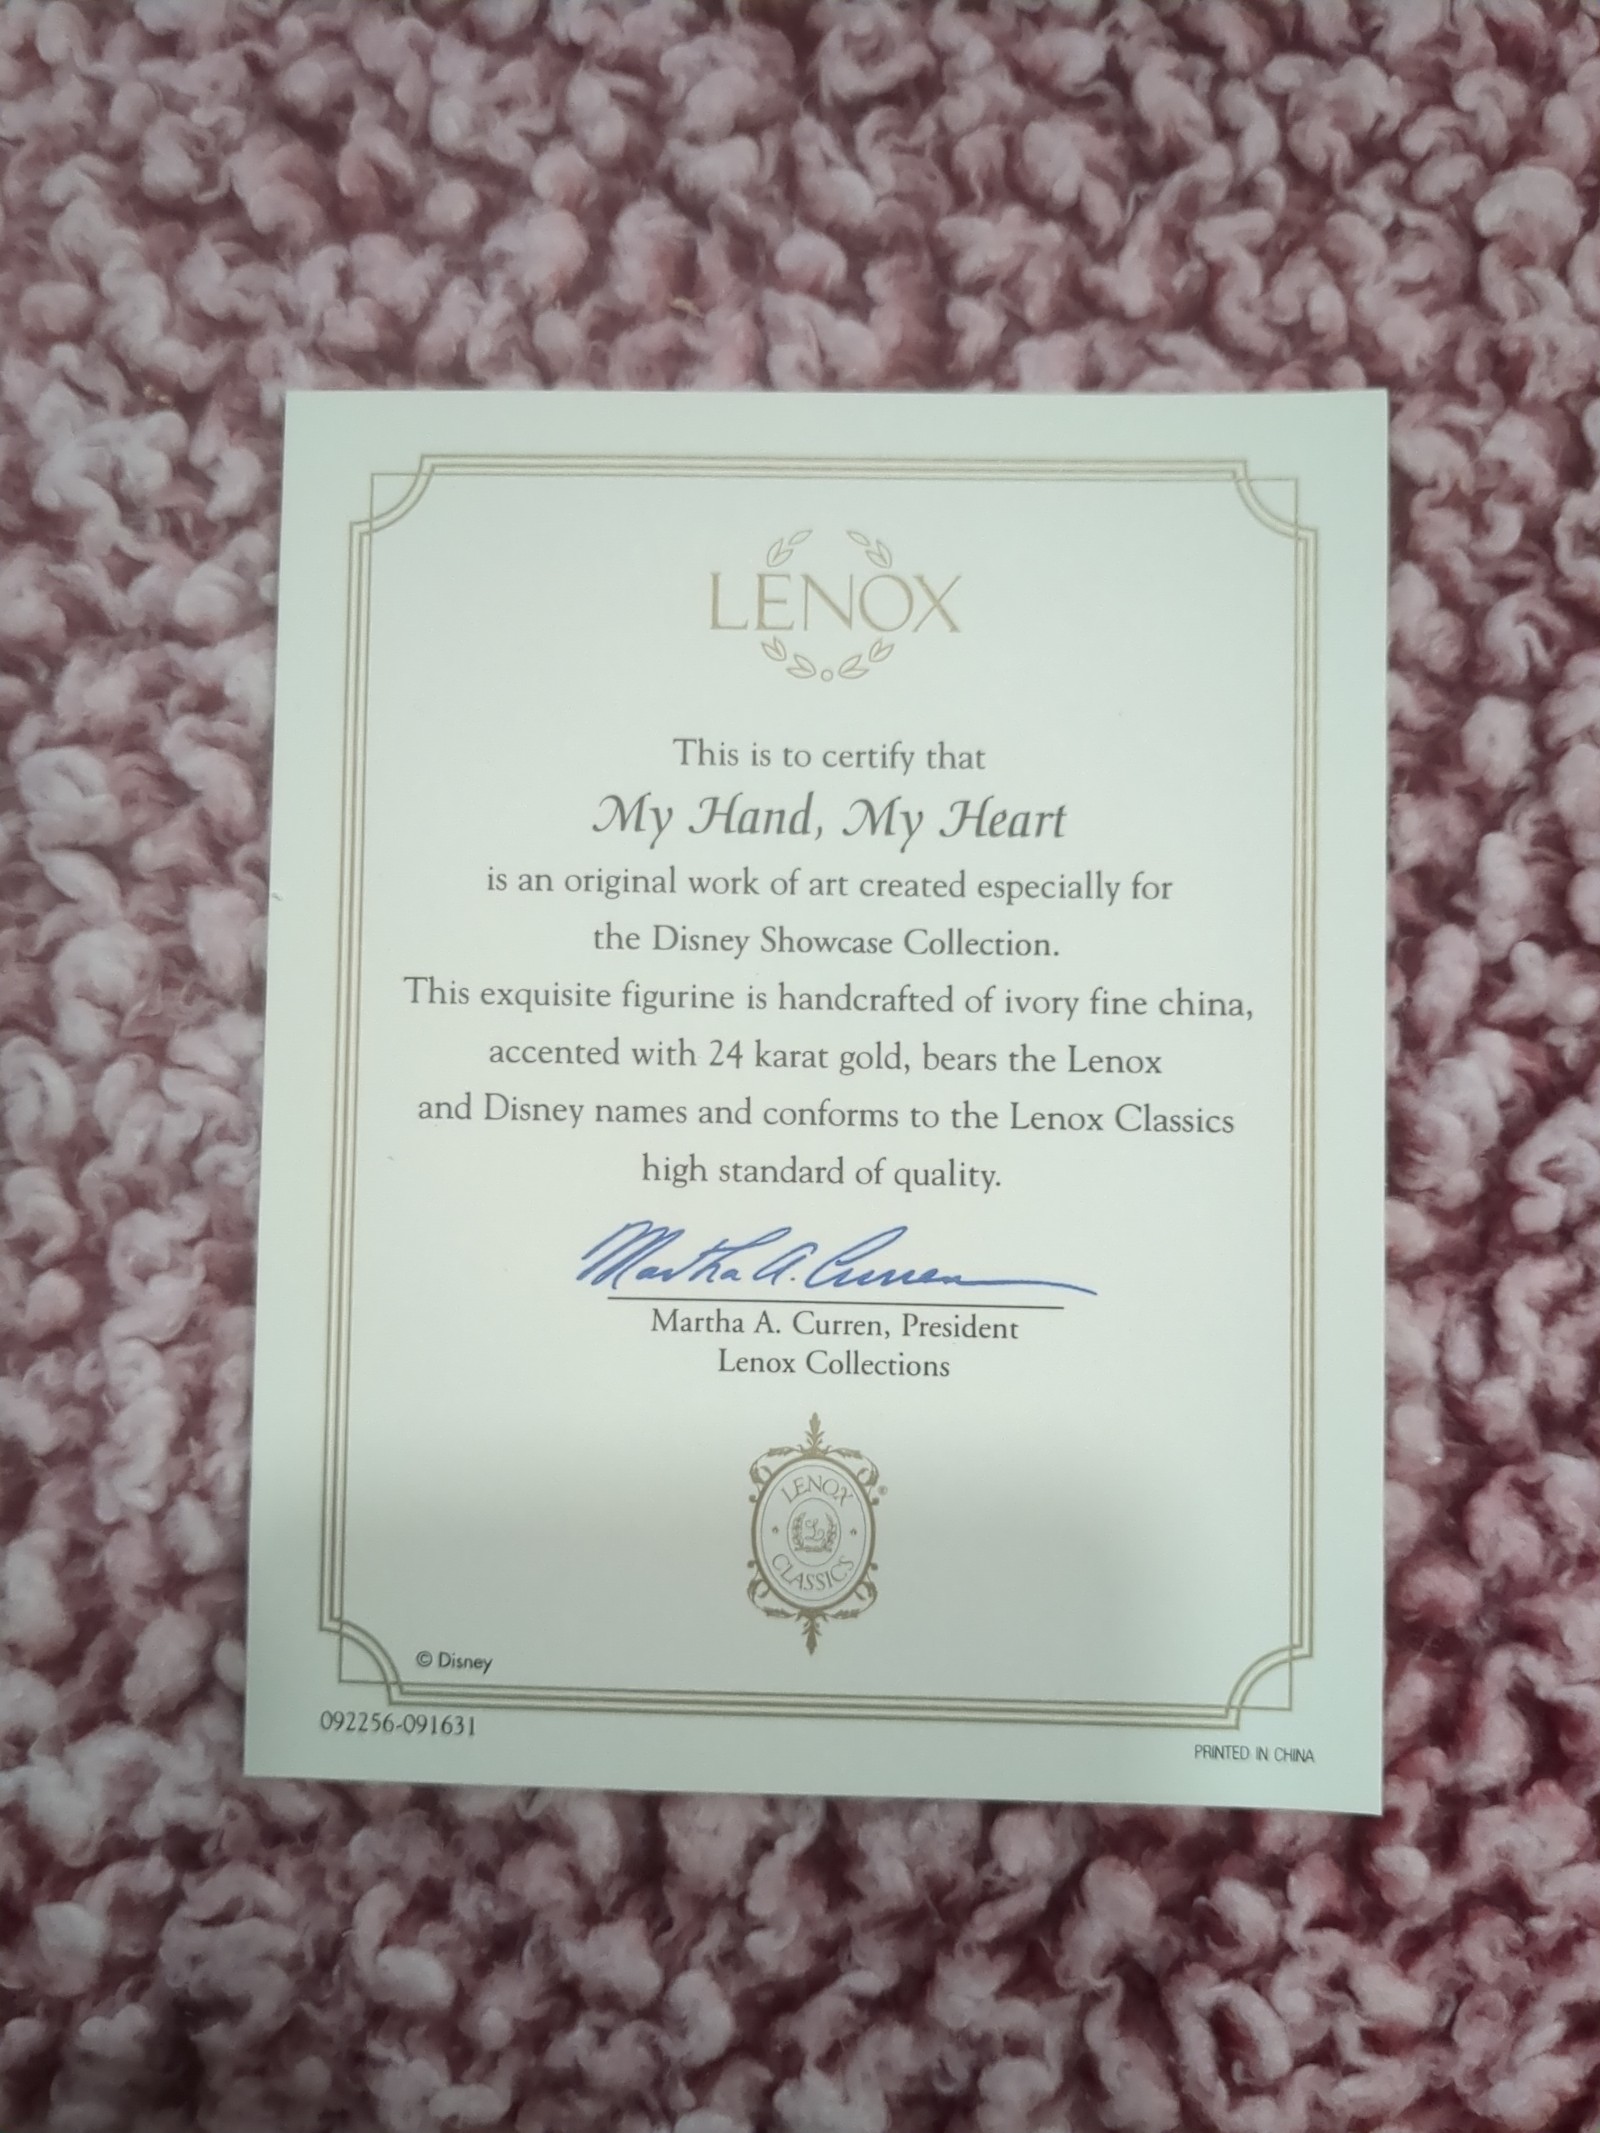 LENOX
This is to certify that
My Hand, My Heart
is an original work of art created especially for
the Disney Showcase Collection.
This exquisite figurine is handcrafted of ivory fine china,
accented with 24 karat gold, bears the Lenox
and Disney names and conforms to the Lenox Classics
high standard of quality.
Martha A. Curren
Martha A. Curren, President
Lenox Collections
LENOX ®
L
CLASSICS
© Disney
092256-091631
PRINTED IN CHINA